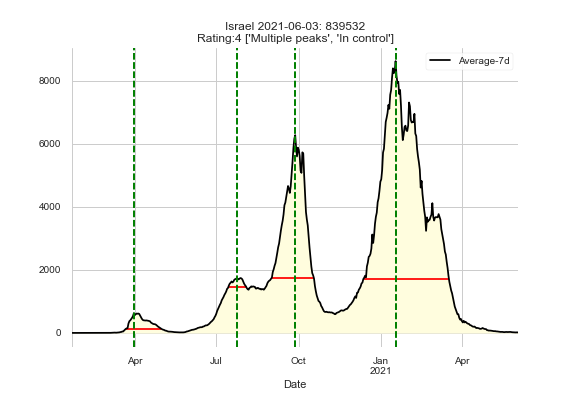 Israel 2021-06-03: 839532
Rating:4 ['Multiple peaks', 'In control']
Average-7d
8000
6000
4000
2000
0
Apr
Jul
Oct
Jan
2021
Apr
Date